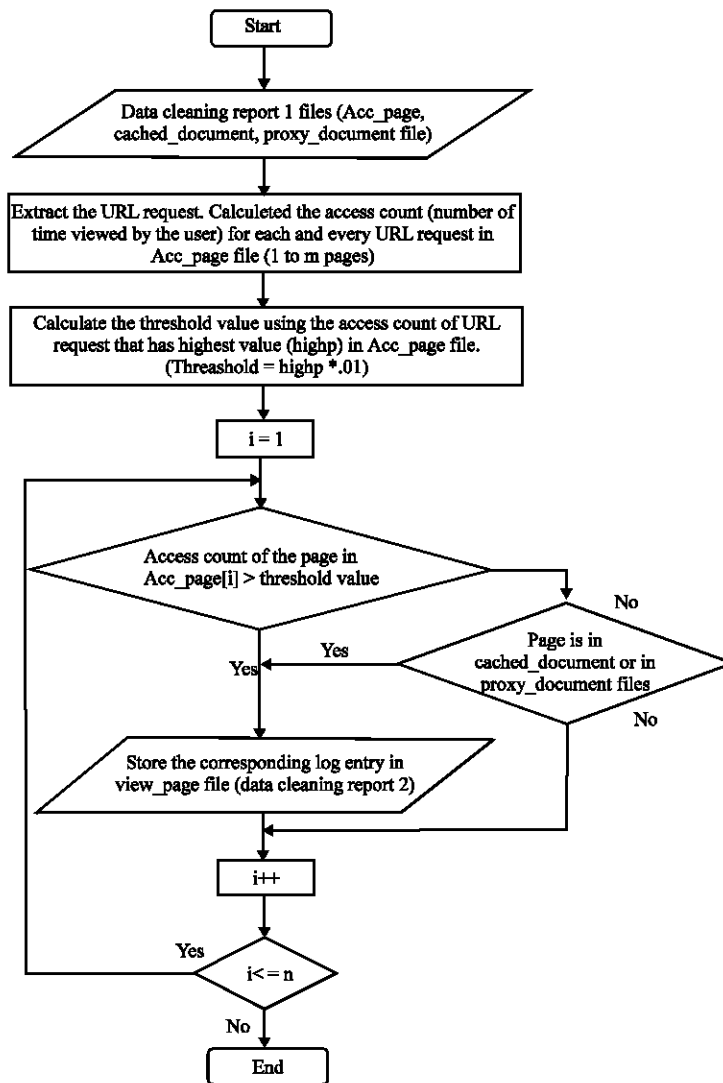 Start
Data cleaning report 1 files (Acc_page,
cached_document, proxy_document file)
Extract the URL request. Calculeted the access count (number of
time viewed by the user) for each and every URL request in
Acc_page file (1 to m pages)
Calculate the threshold value using the access count of URL
request that has highest value (highp) in Acc_page file.
(Threashold = highp *.01)
i = 1
Access count of the page in
Acc_page[i] > threshold value
No
Page is in
cached_document or in
proxy_document files
Yes
Yes
No
Store the corresponding log entry in
view_page file (data cleaning report 2)
i++
Yes
i<= n
No
End